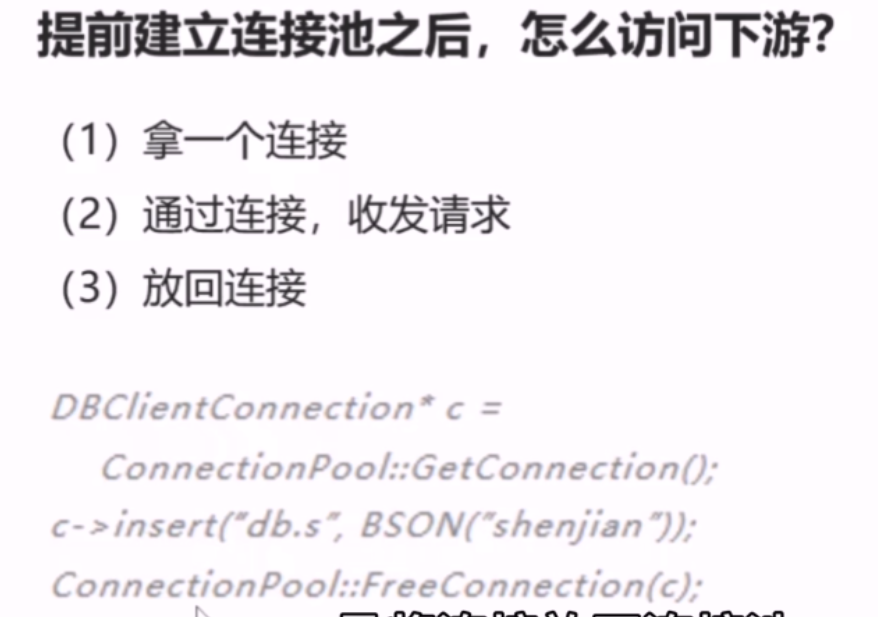 提前建立连接池之后，怎么访问下游？
（1）拿一个连接
（2）通过连接，收发请求
（3）放回连接
DBClientConnection* c =
ConnectionPool::GetConnection();
c->insert("db.s", BSON("shenjian"));
ConnectionPool::FreeConnection(c);